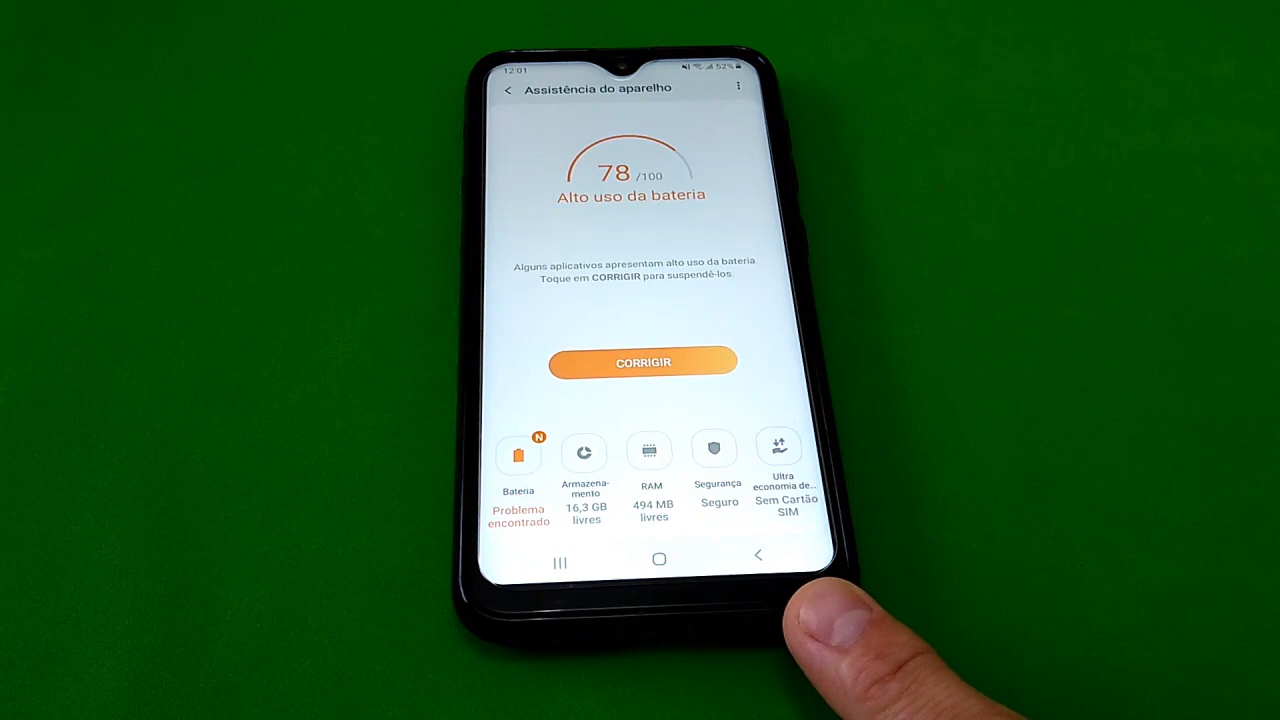 12:01
52%
Assistência do aparelho
78 /100
Alto uso da bateria
Alguns aplicativos apresentam alto uso da bateria.
Toque em CORRIGIR para suspendê-los.
CORRIGIR
N
Bateria
Problema
encontrado
Armazena-
mento
16,3 GB
livres
RAM
494 MB
livres
Segurança
Seguro
Ultra
economia de...
Sem Cartão
SIM